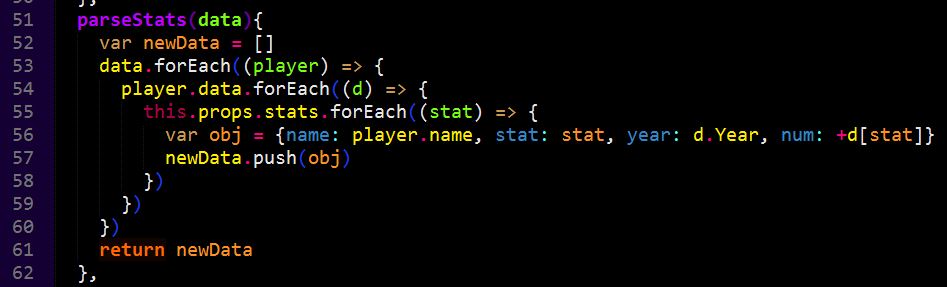 51 parseStats(data){
52 var newData = []
53 data.forEach((player) => {
54 player.data.forEach((d) => {
55 this.props.stats.forEach((stat) => {
56 var obj = {name: player.name, stat: stat, year: d.Year, num: +d[stat]}
57 newData.push(obj)
58 })
59 })
60 })
61 return newData
62 },